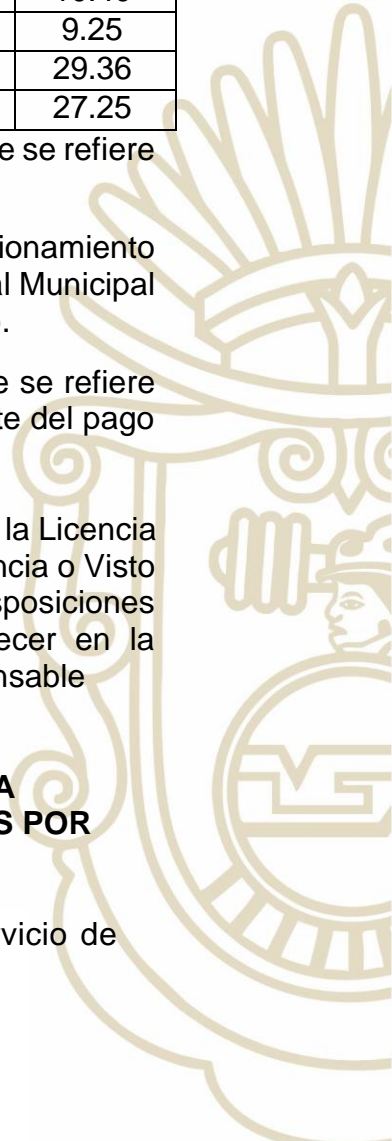 9.25
29.36
27.25
e se refiere
ionamiento
al Municipal
.
e se refiere
te del pago
la Licencia
ncia o Visto
sposiciones
ecer en la
nsable
A
S POR
vicio de